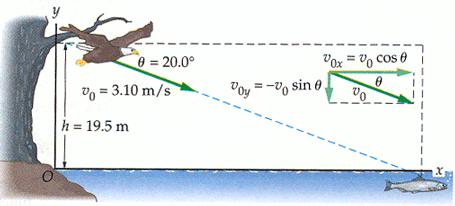 y
θ = 20.0°
v₀ = 3.10 m/s
v₀ₓ = v₀ cos θ
v₀y = -v₀ sin θ
θ
v₀
h = 19.5 m
O
x